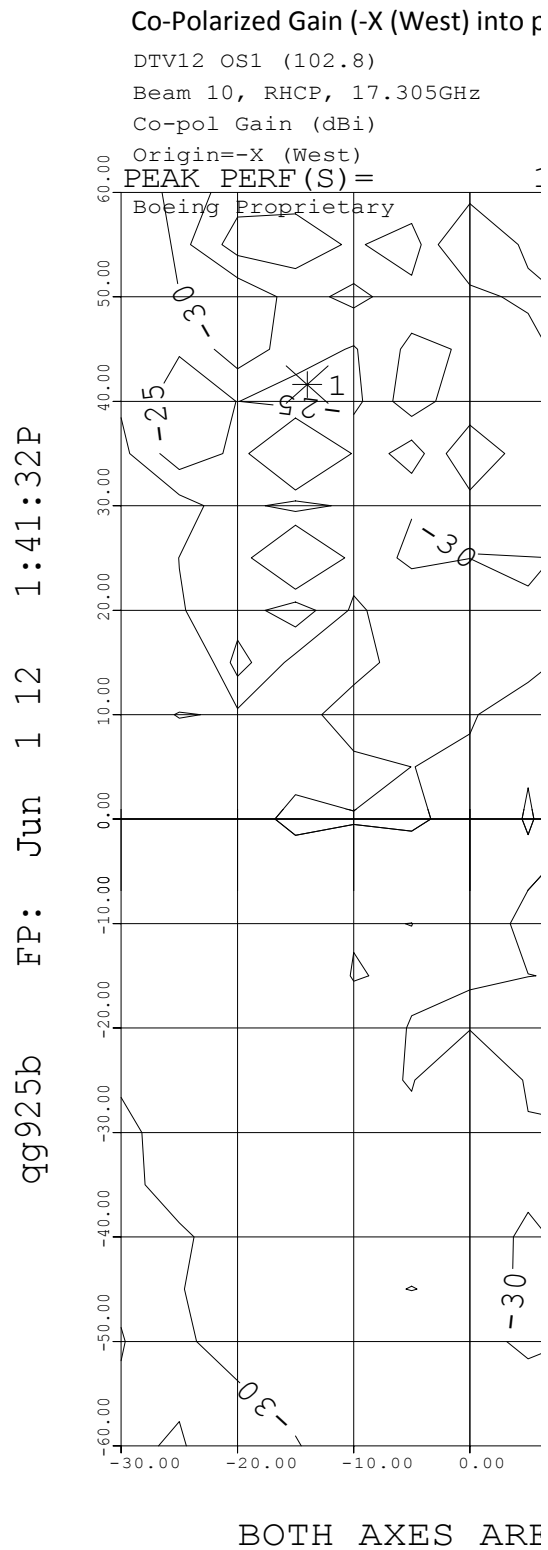 Co-Polarized Gain (-X (West) into p
DTV12 OS1 (102.8)
Beam 10, RHCP, 17.305GHz
Co-pol Gain (dBi)
Origin=-X (West)
PEAK PERF(S)= 1
Boeing Proprietary
60.00
50.00
40.00
30.00
20.00
10.00
0.00
-10.00
-20.00
-30.00
-40.00
-50.00
-60.00
-30
-25
-25
1
-30
-30
-30
-30.00 -20.00 -10.00 0.00
BOTH AXES ARE
qg925b FP: Jun 1 12 1:41:32P